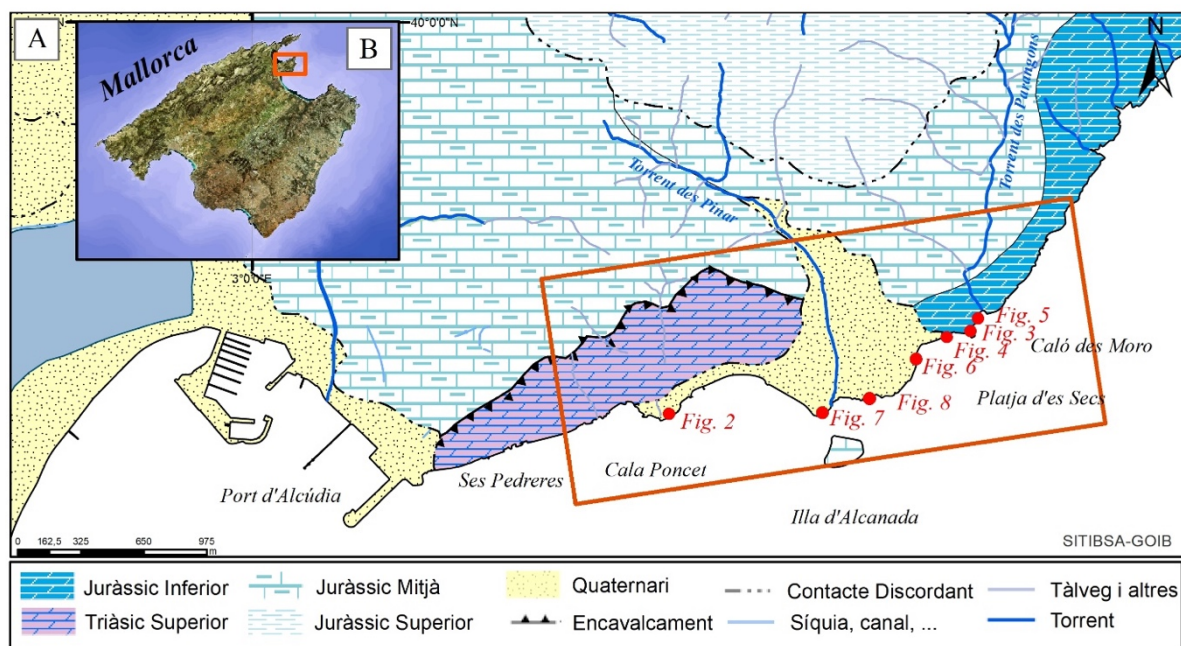 A
Mallorca
B
40°0'0"N
N
Torrent des Pinar
Torrent des Parangons
3°0'0"E
Fig. 5
Fig. 3
Fig. 4
Caló des Moro
Fig. 6
Platja d'es Secs
Fig. 8
Fig. 7
Fig. 2
Ses Pedreres
Cala Poncet
Port d'Alcúdia
Illa d'Alcanada
SITIBSA-GOIB
0 162,5 325 650 975
m
Juràssic Inferior
Juràssic Mitjà
Quaternari
Contacte Discordant
Tàlveg i altres
Triàsic Superior
Juràssic Superior
Encavalcament
Síquia, canal, ...
Torrent